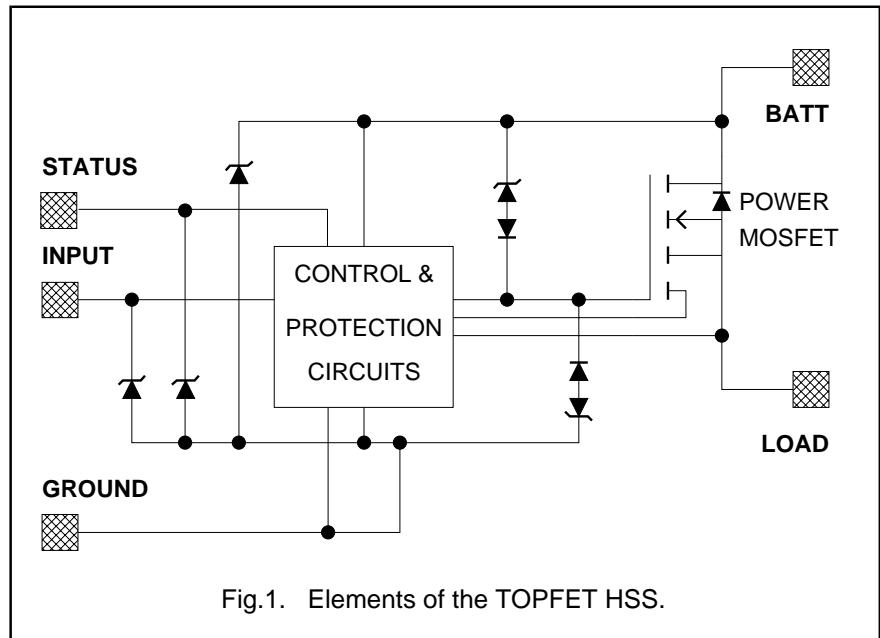 BATT
STATUS
POWER
MOSFET
INPUT
CONTROL &
PROTECTION
CIRCUITS
LOAD
GROUND
Fig.1. Elements of the TOPFET HSS.